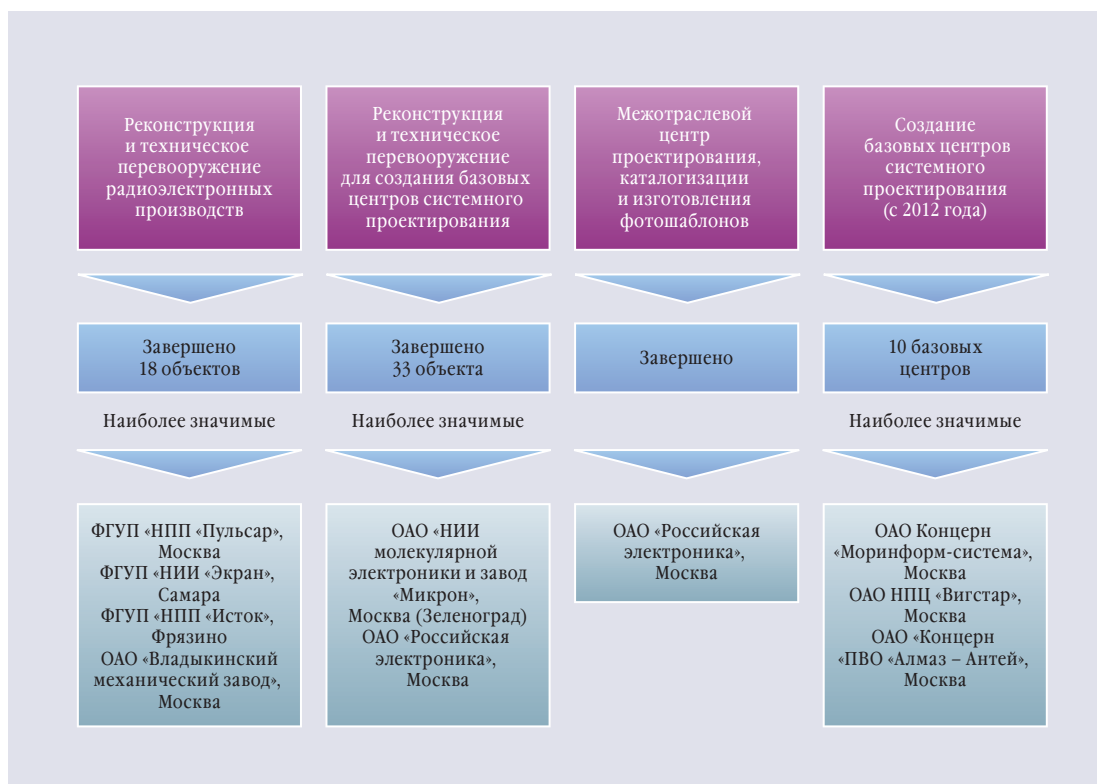 Реконструкция
и техническое
перевооружение
радиоэлектронных
производств
Реконструкция
и техническое
перевооружение
для создания базовых
центров системного
проектирования
Межотраслевой
центр
проектирования,
каталогизации
и изготовления
фотошаблонов
Создание
базовых центров
системного
проектирования
(с 2012 года)
Завершено
18 объектов
Завершено
33 объекта
Завершено
10 базовых
центров
Наиболее значимые
Наиболее значимые
Наиболее значимые
ФГУП «НПП «Пульсар»,
Москва
ФГУП «НИИ «Экран»,
Самара
ФГУП «НПП «Исток»,
Фрязино
ОАО «Владыкинский
механический завод»,
Москва
ОАО «НИИ
молекулярной
электроники и завод
«Микрон»,
Москва (Зеленоград)
ОАО «Российская
электроника»,
Москва
ОАО «Российская
электроника»,
Москва
ОАО Концерн
«Моринформ-система»,
Москва
ОАО НПЦ «Вигстар»,
Москва
ОАО «Концерн
«ПВО «Алмаз – Антей»,
Москва